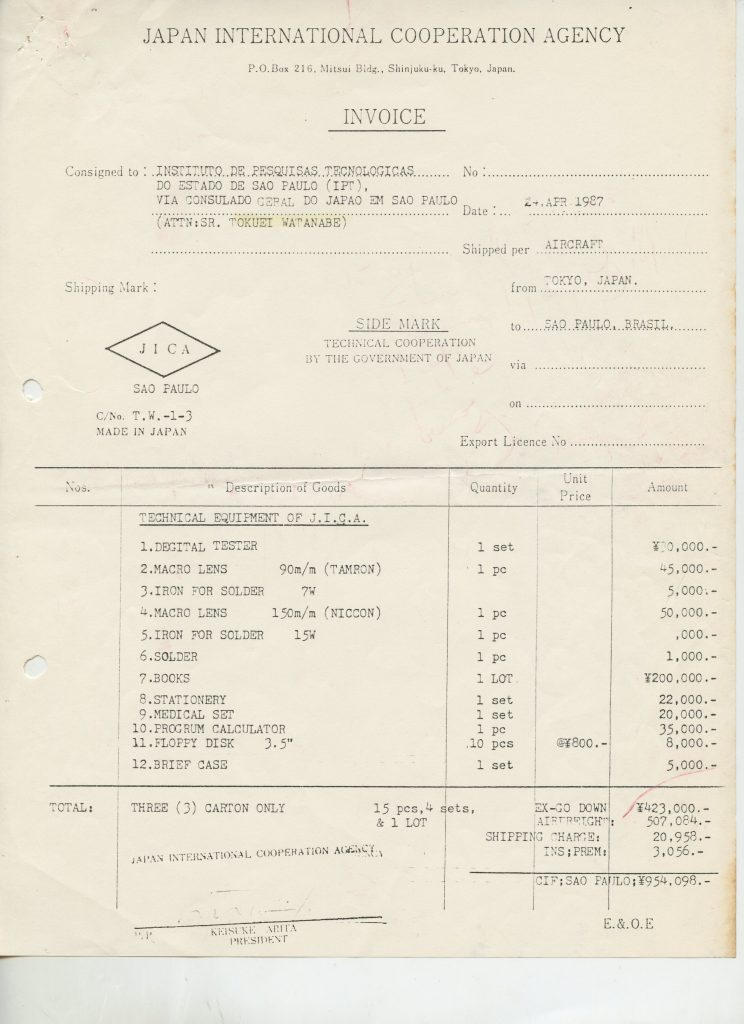 JAPAN INTERNATIONAL COOPERATION AGENCY
P.O.Box 216, Mitsui Bldg., Shinjuku-ku, Tokyo, Japan.
INVOICE
Consigned to : INSTITUTO DE PESQUISAS TECNOLOGICAS
DO ESTADO DE SAO PAULO (IPT),
VIA CONSULADO GERAL DO JAPAO EM SAO PAULO
(ATTN:SR. TOKUEI WATANABE)
No :
Date : 24.APR 1987
Shipped per AIRCRAFT
from TOKYO, JAPAN.
to SAO PAULO, BRASIL.
via
on
Export Licence No
Shipping Mark :
JICA
SAO PAULO
C/No. T.W.-1-3
MADE IN JAPAN
SIDE MARK
TECHNICAL COOPERATION
BY THE GOVERNMENT OF JAPAN
Nos. Description of Goods Quantity Unit Price Amount
TECHNICAL EQUIPMENT OF J.I.C.A.
1.DEGITAL TESTER 1 set ¥30,000.-
2.MACRO LENS 90m/m (TAMRON) 1 pc 45,000.-
3.IRON FOR SOLDER 7W 5,000.-
4.MACRO LENS 150m/m (NICCON) 1 pc 50,000.-
5.IRON FOR SOLDER 15W 1 pc ,000.-
6.SOLDER 1 pc 1,000.-
7.BOOKS 1 LOT ¥200,000.-
8.STATIONERY 1 set 22,000.-
9.MEDICAL SET 1 set 20,000.-
10.PROGRUM CALCULATOR 1 pc 35,000.-
11.FLOPPY DISK 3.5" 10 pcs @¥800.- 8,000.-
12.BRIEF CASE 1 set 5,000.-
TOTAL: THREE (3) CARTON ONLY 15 pcs,4 sets, EX-GO DOWN ¥423,000.-
& 1 LOT AIRFREIGHT: 507,084.-
SHIPPING CHARGE: 20,958.-
INS;PREM: 3,056.-
JAPAN INTERNATIONAL COOPERATION AGENCY
CIF;SAO PAULO;¥954,098.-
P.P. KEISUKE ARITA
PRESIDENT
E.&.O.E